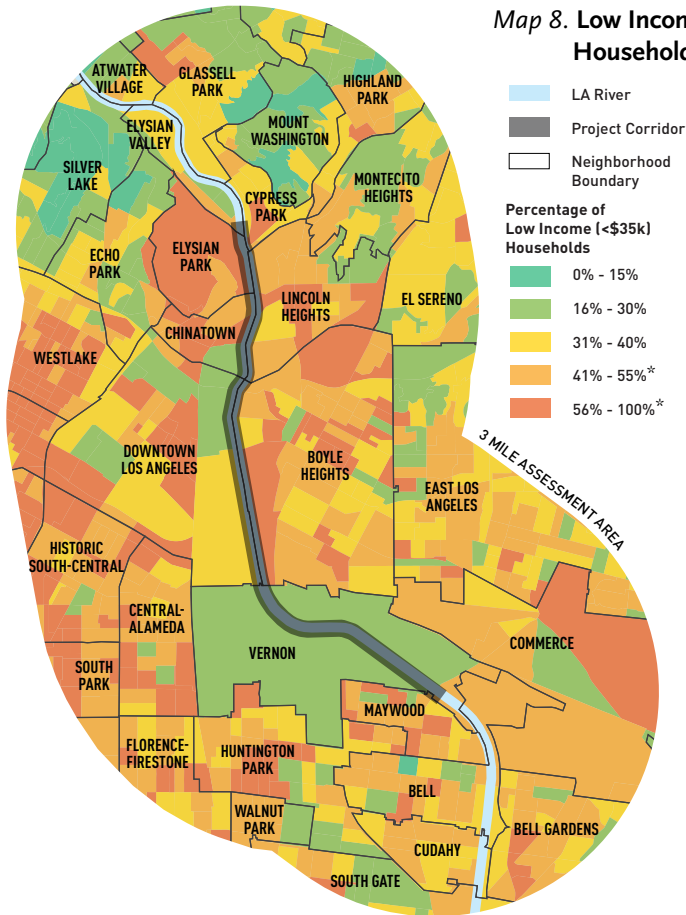 Map 8. Low Incom
Househol
LA River
Project Corridor
Neighborhood
Boundary
Percentage of
Low Income (<$35k)
Households
0% - 15%
16% - 30%
31% - 40%
41% - 55%*
56% - 100%*
3 MILE ASSESSMENT AREA
ATWATER
VILLAGE
GLASSELL
PARK
HIGHLAND
PARK
ELYSIAN
VALLEY
MOUNT
WASHINGTON
SILVER
LAKE
MONTECITO
HEIGHTS
CYPRESS
PARK
ECHO
PARK
ELYSIAN
PARK
LINCOLN
HEIGHTS
EL SERENO
CHINATOWN
WESTLAKE
DOWNTOWN
LOS ANGELES
BOYLE
HEIGHTS
EAST LOS
ANGELES
HISTORIC
SOUTH-CENTRAL
CENTRAL-
ALAMEDA
COMMERCE
VERNON
SOUTH
PARK
MAYWOOD
FLORENCE-
FIRESTONE
HUNTINGTON
PARK
BELL
WALNUT
PARK
BELL GARDENS
CUDAHY
SOUTH GATE